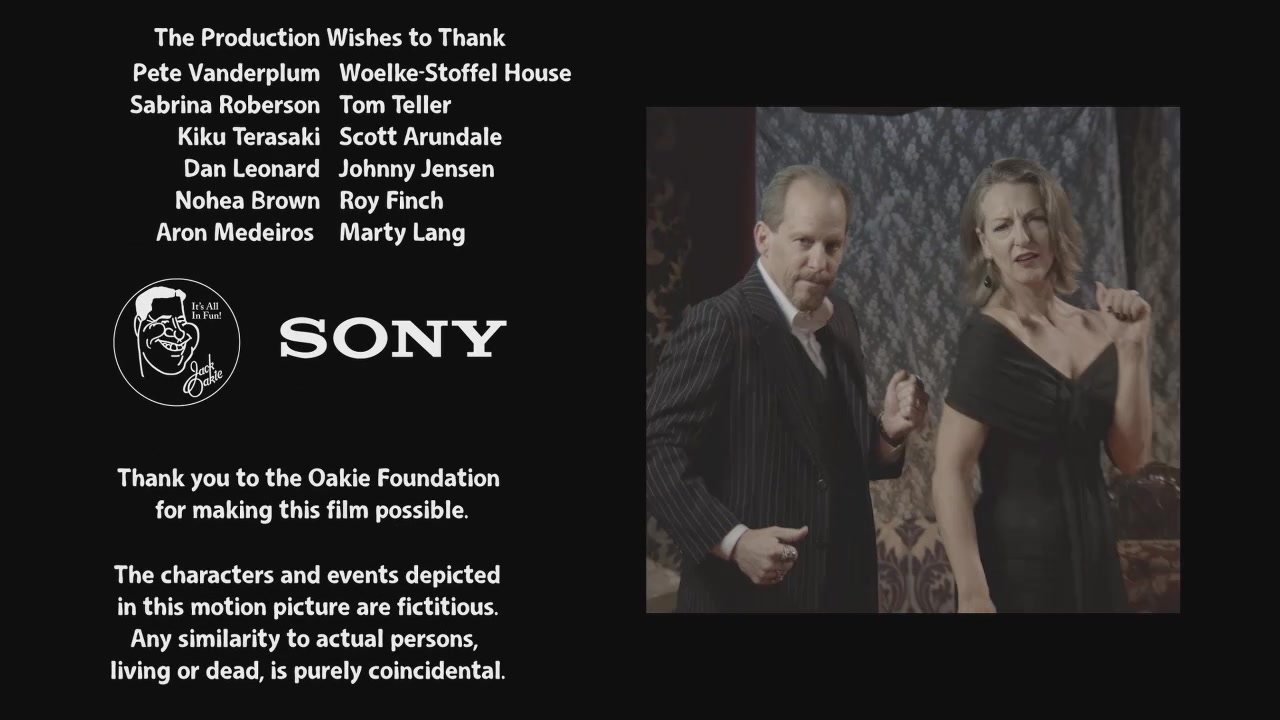 The Production Wishes to Thank
Pete Vanderplum Woelke-Stoffel House
Sabrina Roberson Tom Teller
Kiku Terasaki Scott Arundale
Dan Leonard Johnny Jensen
Nohea Brown Roy Finch
Aron Medeiros Marty Lang
It's All
In Fun!
Jack
Oakie
SONY
Thank you to the Oakie Foundation
for making this film possible.
The characters and events depicted
in this motion picture are fictitious.
Any similarity to actual persons,
living or dead, is purely coincidental.